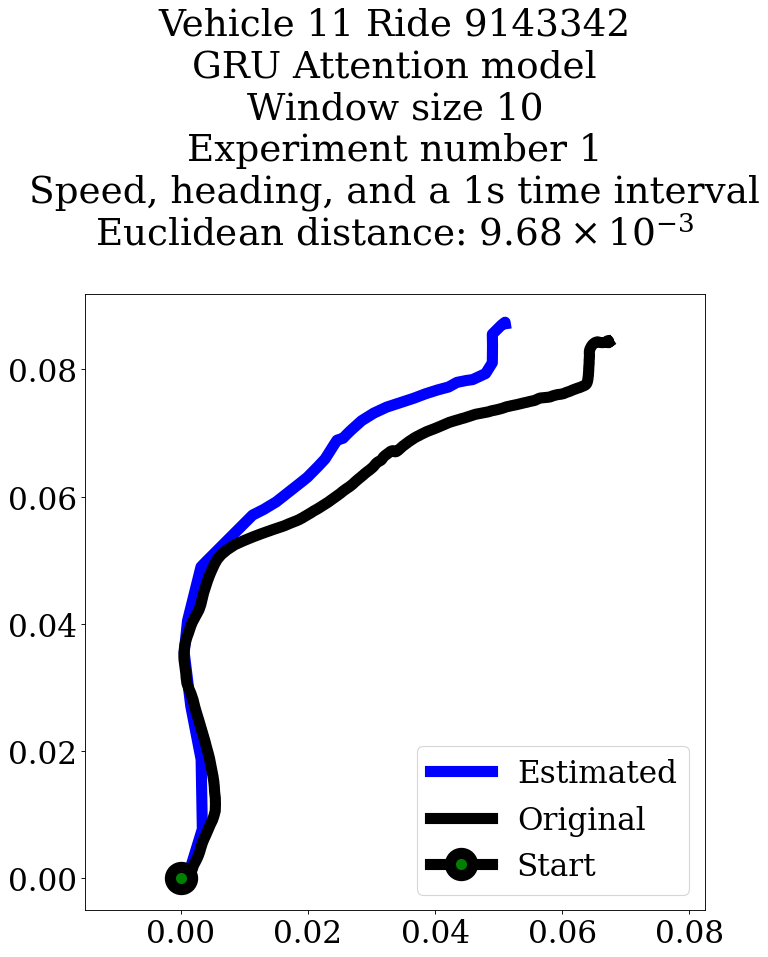 Vehicle 11 Ride 9143342
GRU Attention model
Window size 10
Experiment number 1
Speed, heading, and a 1s time interval
Euclidean distance: 9.68 × 10⁻³
0.08
0.06
0.04
0.02
0.00
Estimated
Original
Start
0.00 0.02 0.04 0.06 0.08